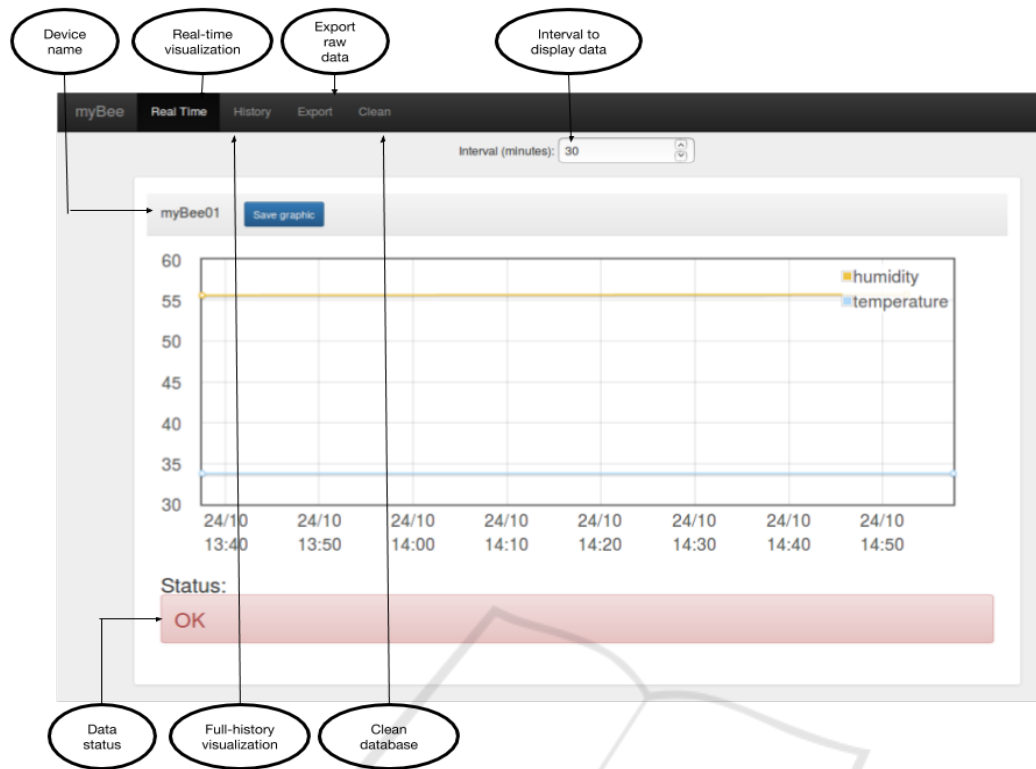 Device
name
Real-time
visualization
Export
raw
data
Interval to
display data
myBee Real Time History Export Clean
Interval (minutes): 30
myBee01 Save graphic
60
55
50
45
40
35
30
humidity
temperature
24/10 24/10 24/10 24/10 24/10 24/10 24/10 24/10
13:40 13:50 14:00 14:10 14:20 14:30 14:40 14:50
Status:
OK
Data
status
Full-history
visualization
Clean
database